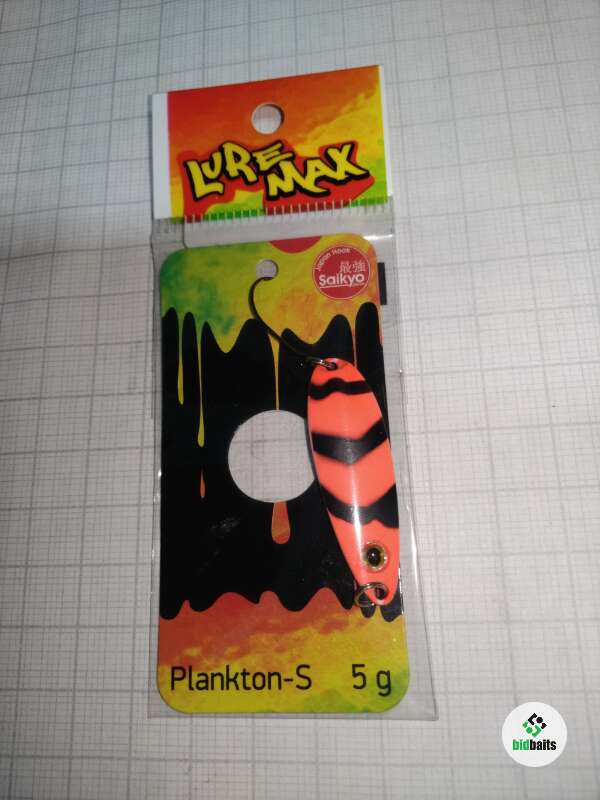 LURE
MAX
Japan Hook
最強
Saikyo
Plankton-S 5 g
bidbaits